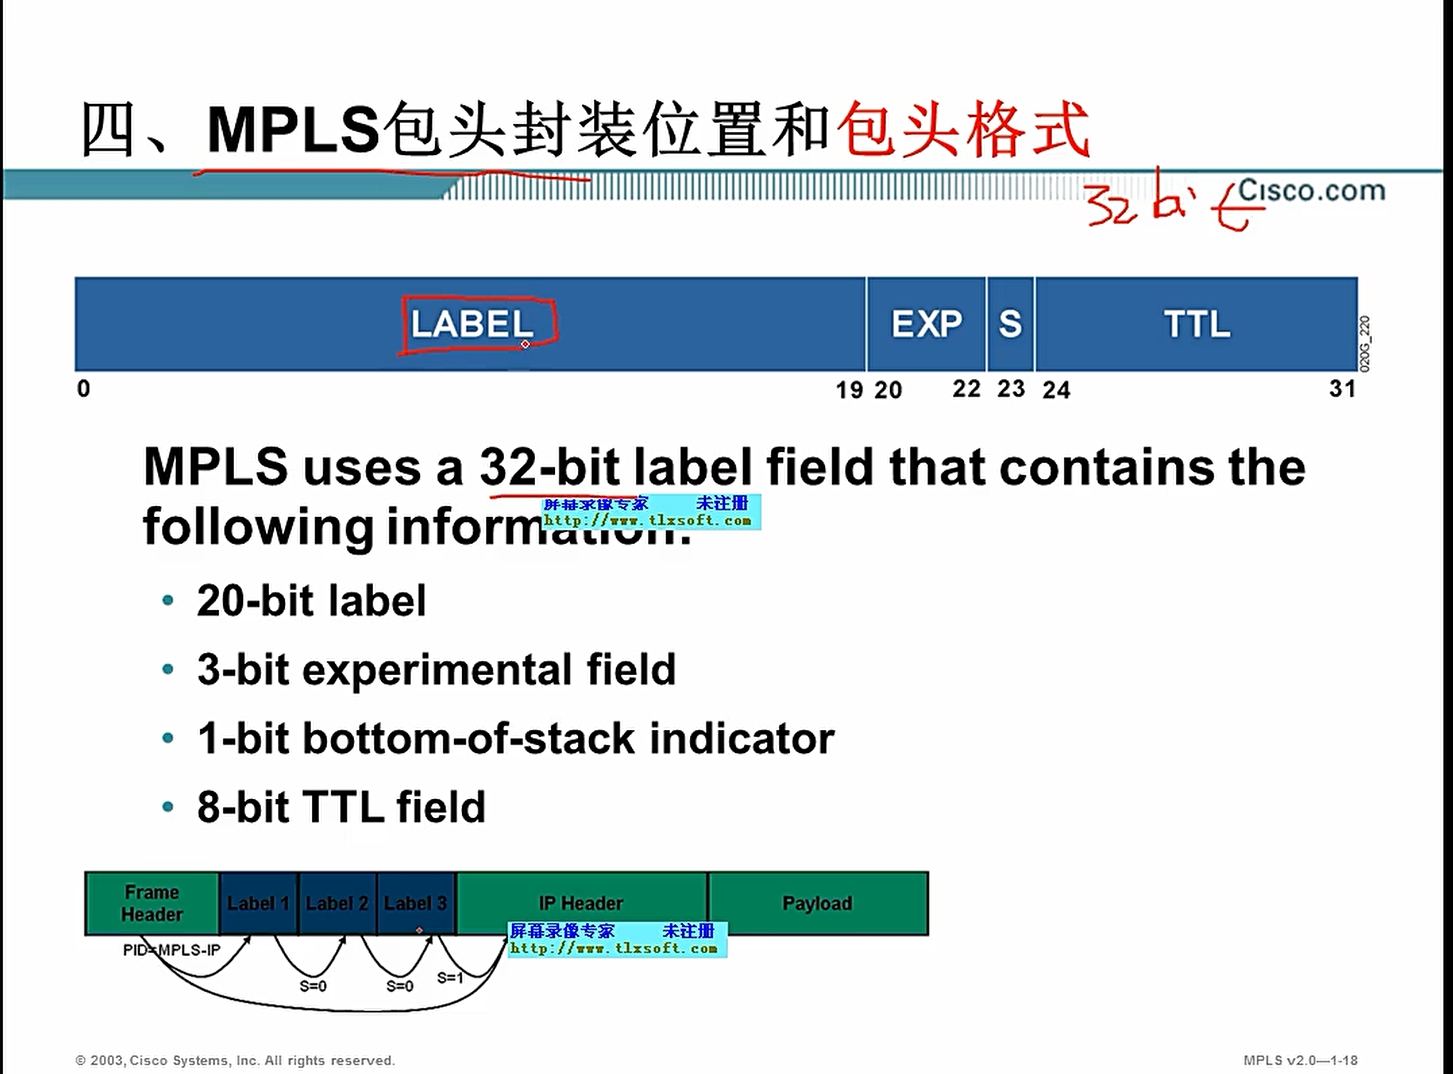 四、MPLS包头封装位置和包头格式
32 bit
Cisco.com
LABEL EXP S TTL
020G_220
0 19 20 22 23 24 31
MPLS uses a 32-bit label field that contains the
following information:
屏幕录像专家 未注册
http://www.tlxsoft.com
• 20-bit label
• 3-bit experimental field
• 1-bit bottom-of-stack indicator
• 8-bit TTL field
Frame
Header
Label 1 Label 2 Label 3 IP Header Payload
屏幕录像专家 未注册
http://www.tlxsoft.com
PID=MPLS-IP
S=0 S=0 S=1
© 2003, Cisco Systems, Inc. All rights reserved.
MPLS v2.0—1-18